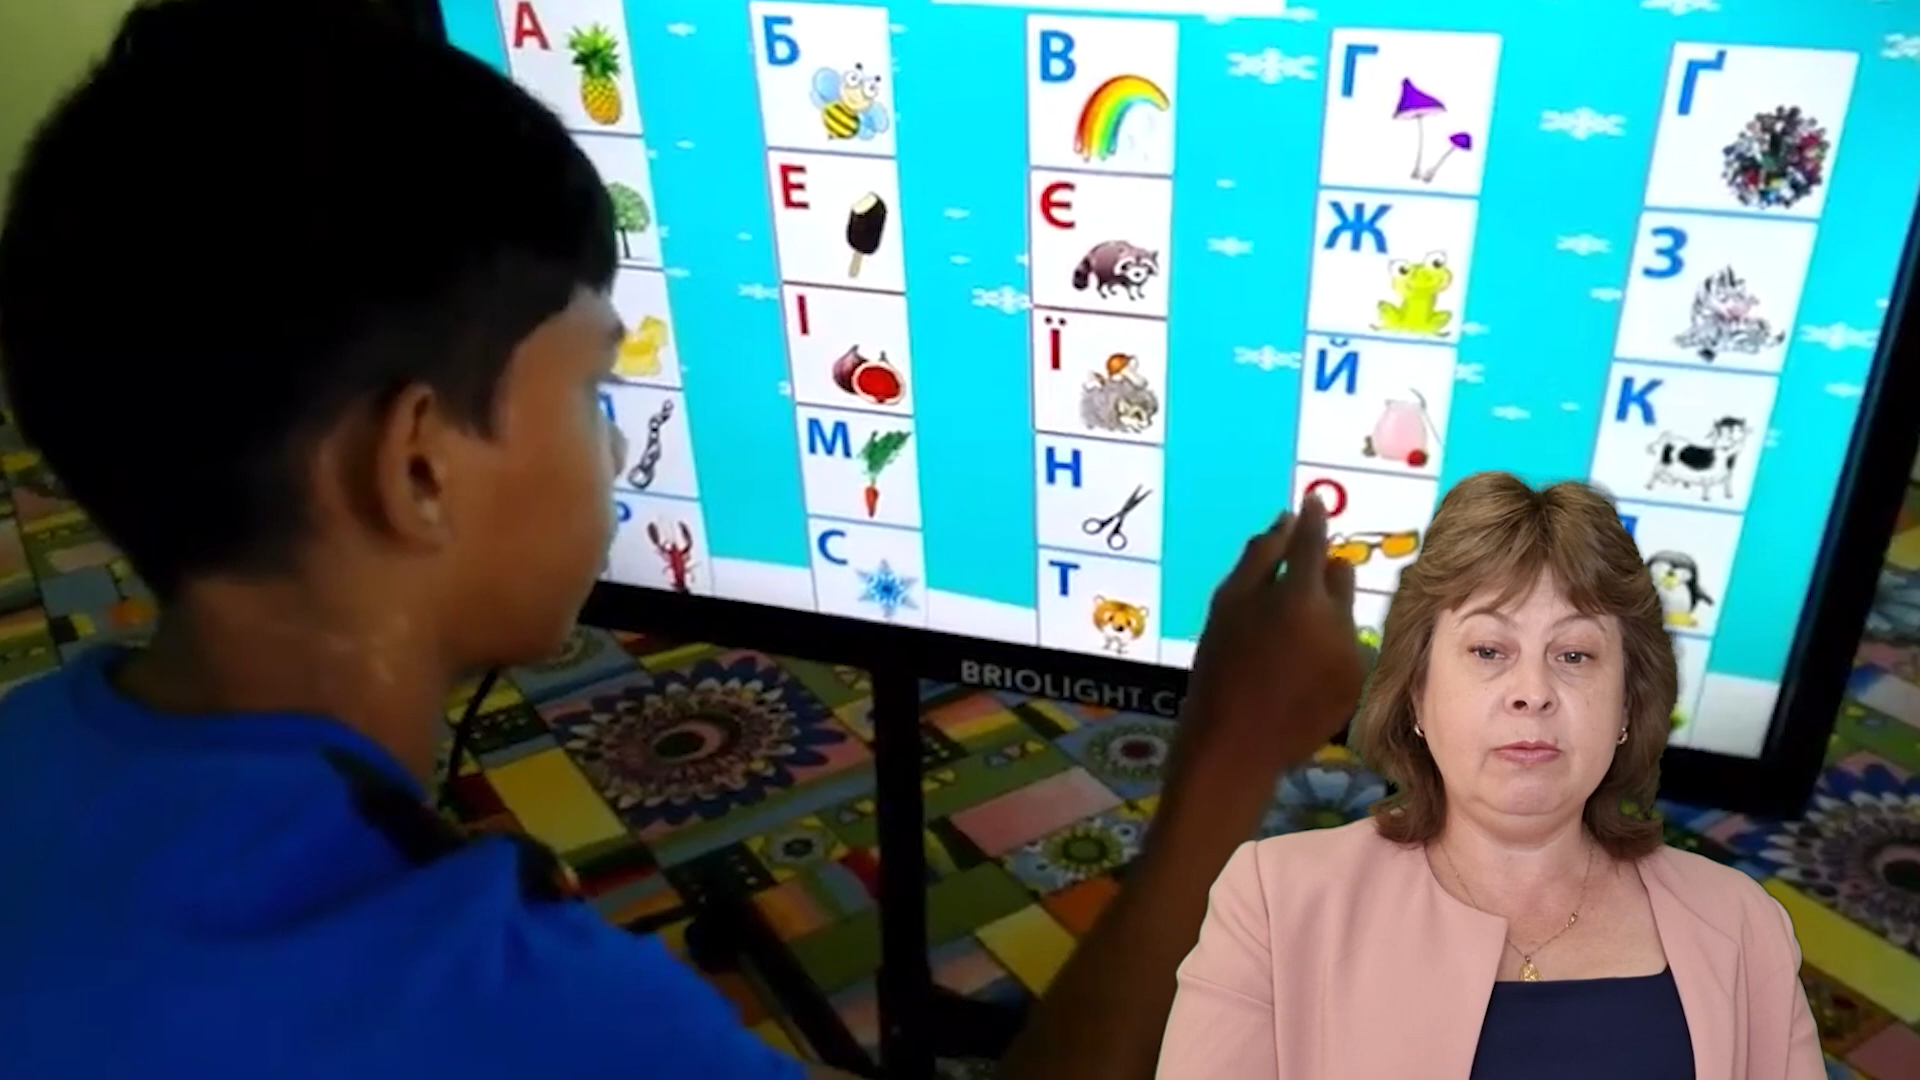 А Б В Г Ґ
Е Є Ж З
І Ї Й К
М Н О
Р С Т
BRIOLIGHT.C